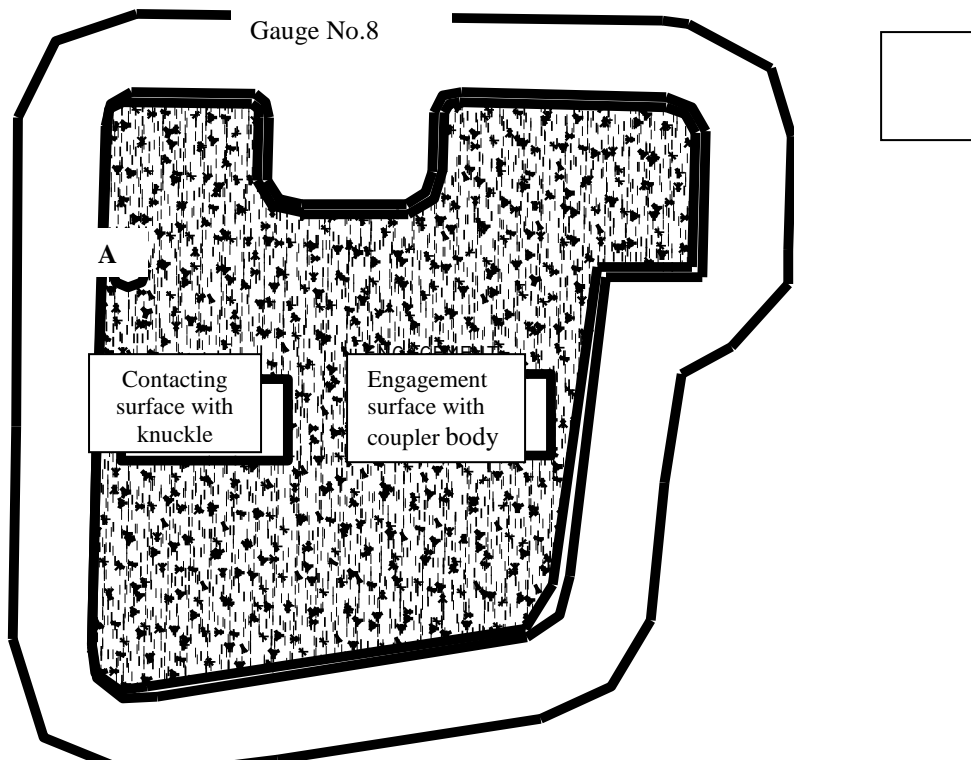 Gauge No.8
A
Contacting
surface with
knuckle
Engagement
surface with
coupler body